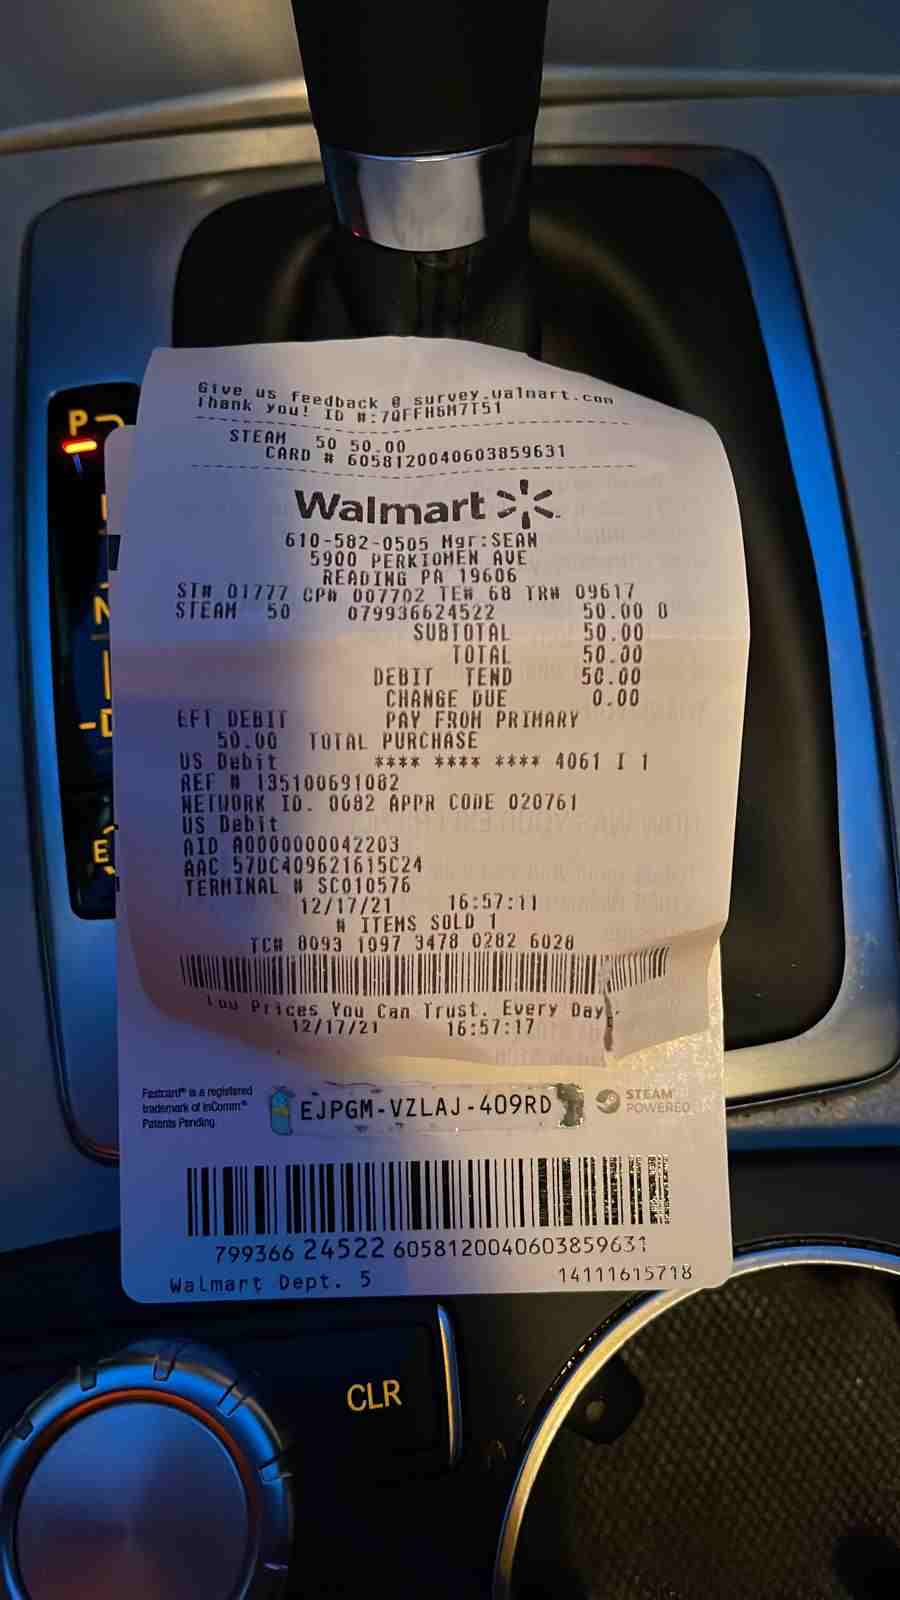 Give us feedback @ survey.walmart.com
Thank you! ID #:7QFFH5M7T51
STEAM 50 50.00
CARD # 6058120040603859631
Walmart
610-582-0505 Mgr:SEAN
5900 PERKIOMEN AVE
READING PA 19606
ST# 01777 OP# 007702 TE# 68 TR# 09617
STEAM 50 079936624522 50.00 0
SUBTOTAL 50.00
TOTAL 50.00
DEBIT TEND 50.00
CHANGE DUE 0.00
EFT DEBIT PAY FROM PRIMARY
50.00 TOTAL PURCHASE
US Debit **** **** **** 4061 I 1
REF # 135100691082
NETWORK ID. 0082 APPR CODE 020761
US Debit
AID A0000000042203
AAC 57DC409621615C24
TERMINAL # SC010576
12/17/21 16:57:11
# ITEMS SOLD 1
TC# 8093 1997 3478 0282 6028
Low Prices You Can Trust. Every Day.
12/17/21 16:57:17
Fastcard® is a registered
trademark of InComm®
Patents Pending.
EJPGM-VZLAJ-409RD
STEAM
POWERED
799366 24522 6058120040603859631
Walmart Dept. 5 14111615718
P
N
-D
E
CLR